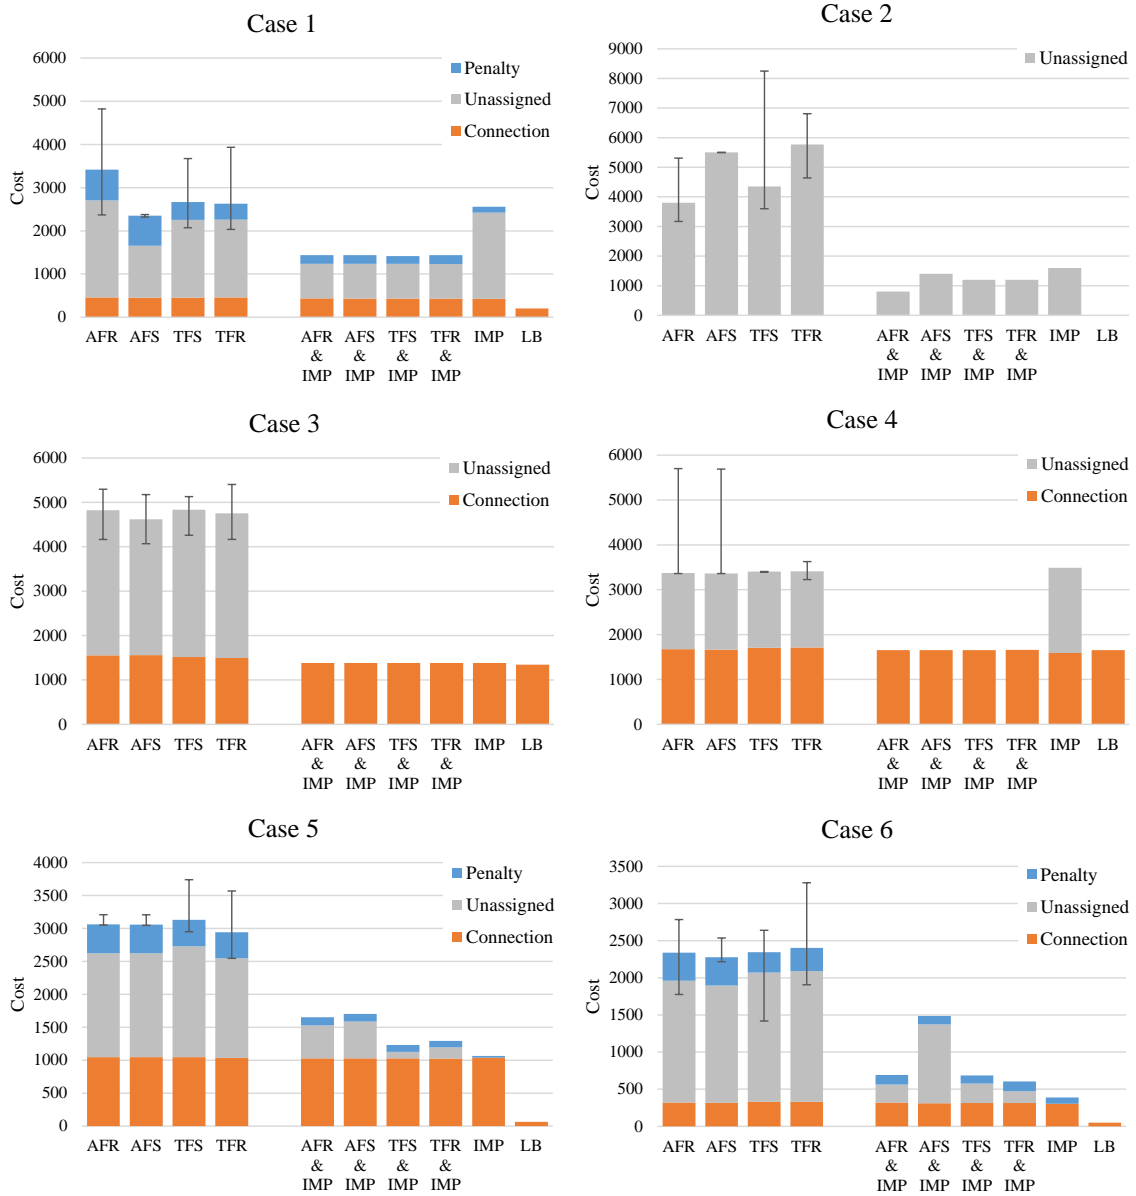 Case 1
6000
5000
4000
3000
2000
1000
0
Cost
Penalty
Unassigned
Connection
AFR AFS TFS TFR AFR AFS TFS TFR IMP LB
& & & &
IMP IMP IMP IMP
Case 2
9000
8000
7000
6000
5000
4000
3000
2000
1000
0
Cost
Unassigned
AFR AFS TFS TFR AFR AFS TFS TFR IMP LB
& & & &
IMP IMP IMP IMP
Case 3
6000
5000
4000
3000
2000
1000
0
Cost
Unassigned
Connection
AFR AFS TFS TFR AFR AFS TFS TFR IMP LB
& & & &
IMP IMP IMP IMP
Case 4
6000
5000
4000
3000
2000
1000
0
Cost
Unassigned
Connection
AFR AFS TFS TFR AFR AFS TFS TFR IMP LB
& & & &
IMP IMP IMP IMP
Case 5
4000
3500
3000
2500
2000
1500
1000
500
0
Cost
Penalty
Unassigned
Connection
AFR AFS TFS TFR AFR AFS TFS TFR IMP LB
& & & &
IMP IMP IMP IMP
Case 6
3500
3000
2500
2000
1500
1000
500
0
Cost
Penalty
Unassigned
Connection
AFR AFS TFS TFR AFR AFS TFS TFR IMP LB
& & & &
IMP IMP IMP IMP